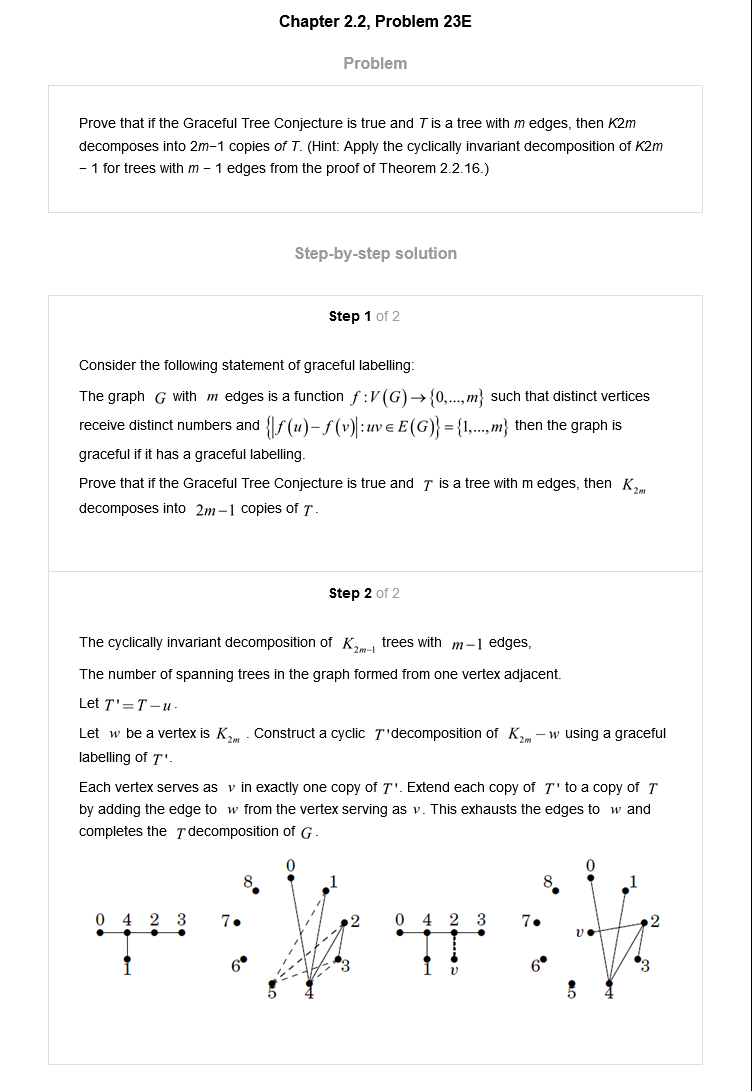 Chapter 2.2, Problem 23E
Problem
Prove that if the Graceful Tree Conjecture is true and T is a tree with m edges, then K2m
decomposes into 2m−1 copies of T. (Hint: Apply the cyclically invariant decomposition of K2m
− 1 for trees with m − 1 edges from the proof of Theorem 2.2.16.)
Step-by-step solution
Step 1 of 2
Consider the following statement of graceful labelling:
The graph G with m edges is a function f : V(G) → {0,...,m} such that distinct vertices
receive distinct numbers and {|f(u) − f(v)| : uv ∈ E(G)} = {1,...,m} then the graph is
graceful if it has a graceful labelling.
Prove that if the Graceful Tree Conjecture is true and T is a tree with m edges, then K₂ₘ
decomposes into 2m−1 copies of T.
Step 2 of 2
The cyclically invariant decomposition of K₂ₘ₋₁ trees with m−1 edges,
The number of spanning trees in the graph formed from one vertex adjacent.
Let T' = T − u.
Let w be a vertex is K₂ₘ . Construct a cyclic T'decomposition of K₂ₘ − w using a graceful
labelling of T'.
Each vertex serves as v in exactly one copy of T'. Extend each copy of T' to a copy of T
by adding the edge to w from the vertex serving as v. This exhausts the edges to w and
completes the T decomposition of G.
0 4 2 3
1
0
1
2
3
4
5
6
7
8
0 4 2 3
1 v
0
1
2
3
4
5
6
7
8
v